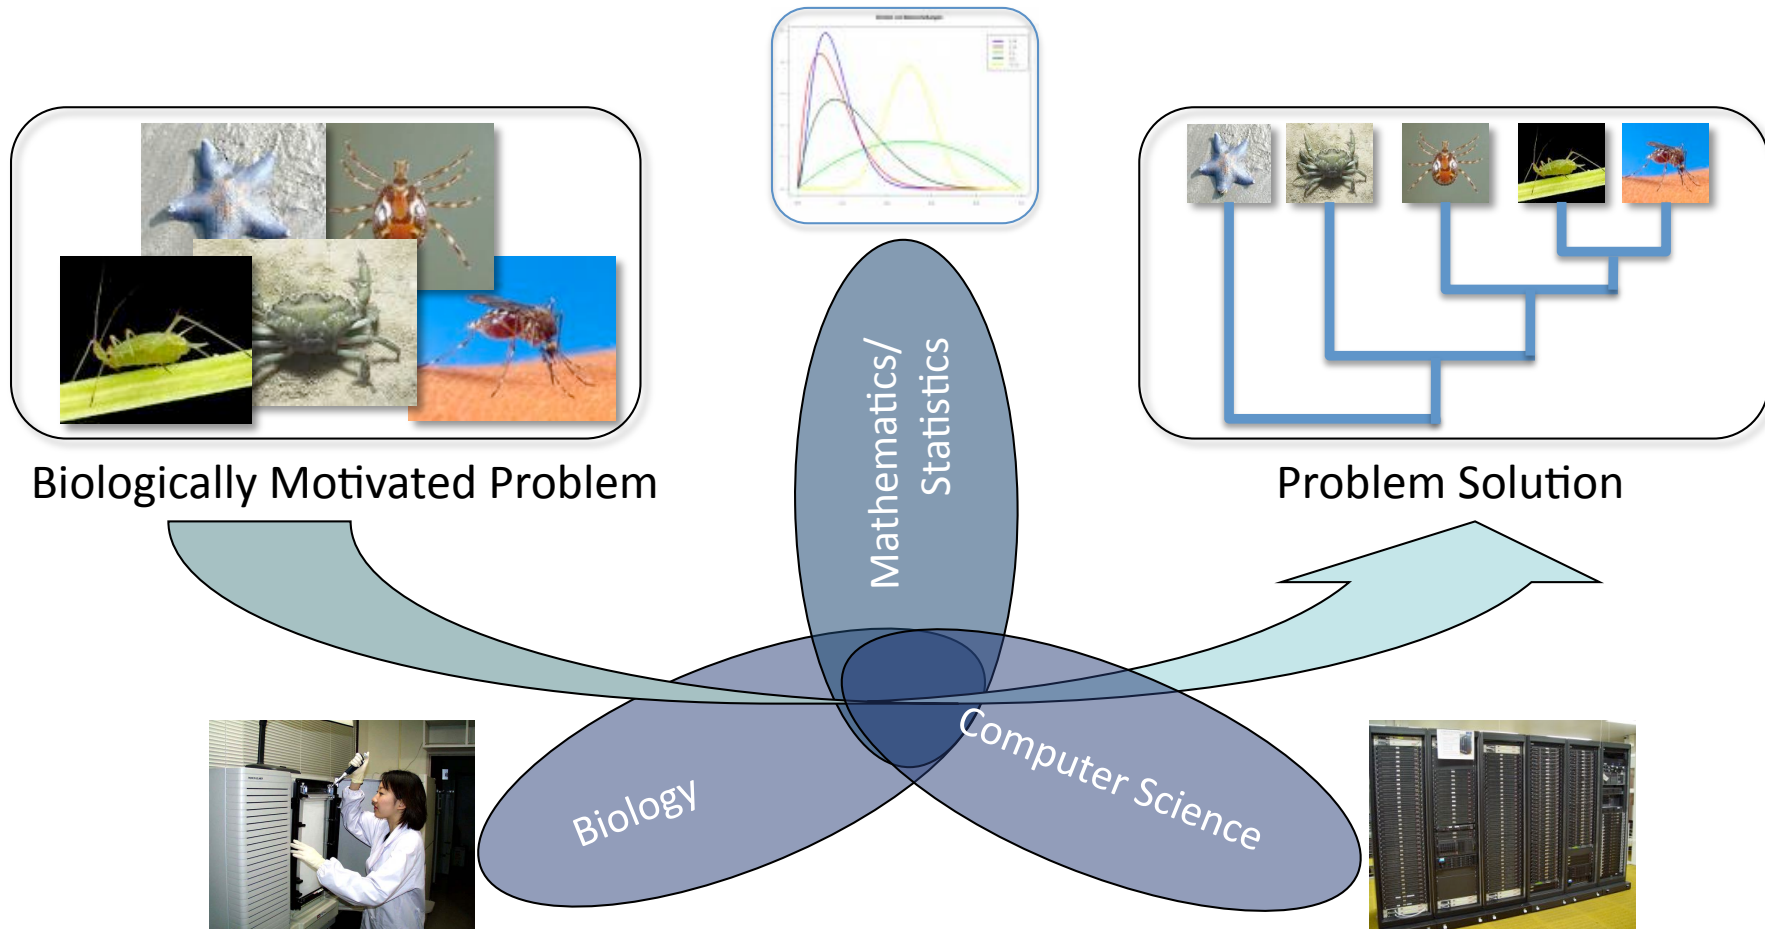 Biologically Motivated Problem
Mathematics/
Statistics
Problem Solution
Biology
Computer Science